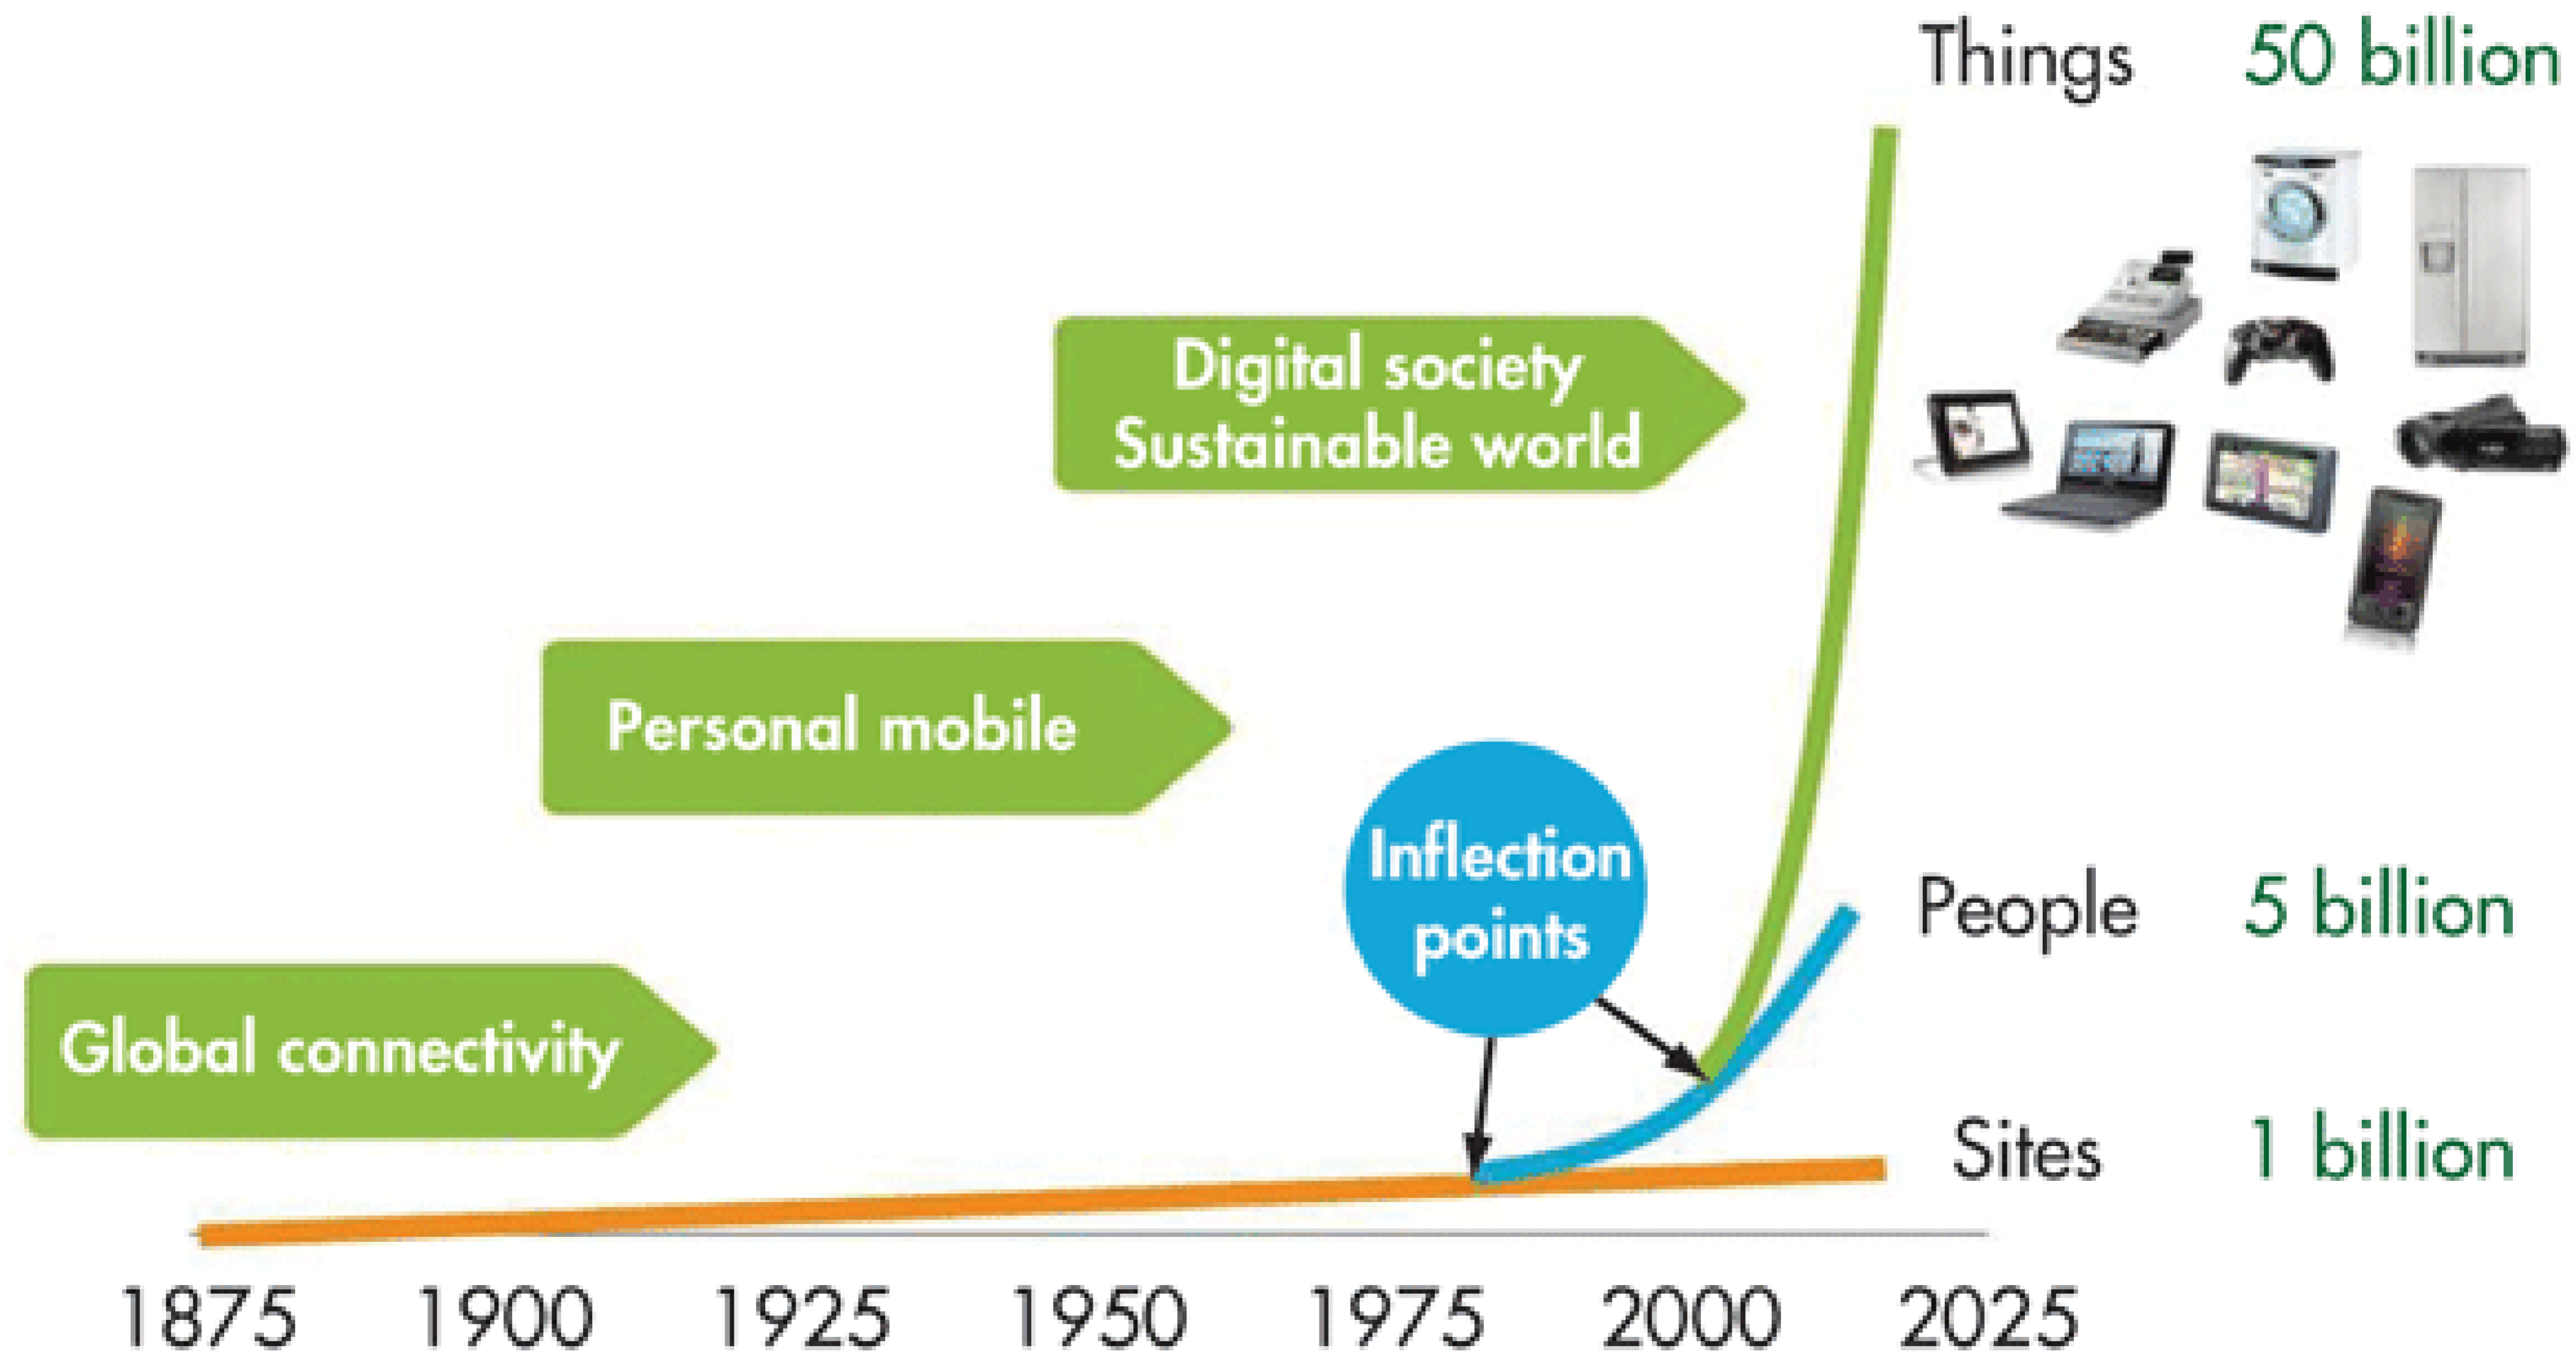 Things 50 billion
Digital society
Sustainable world
Personal mobile
Inflection
points
People 5 billion
Global connectivity
Sites 1 billion
1875 1900 1925 1950 1975 2000 2025